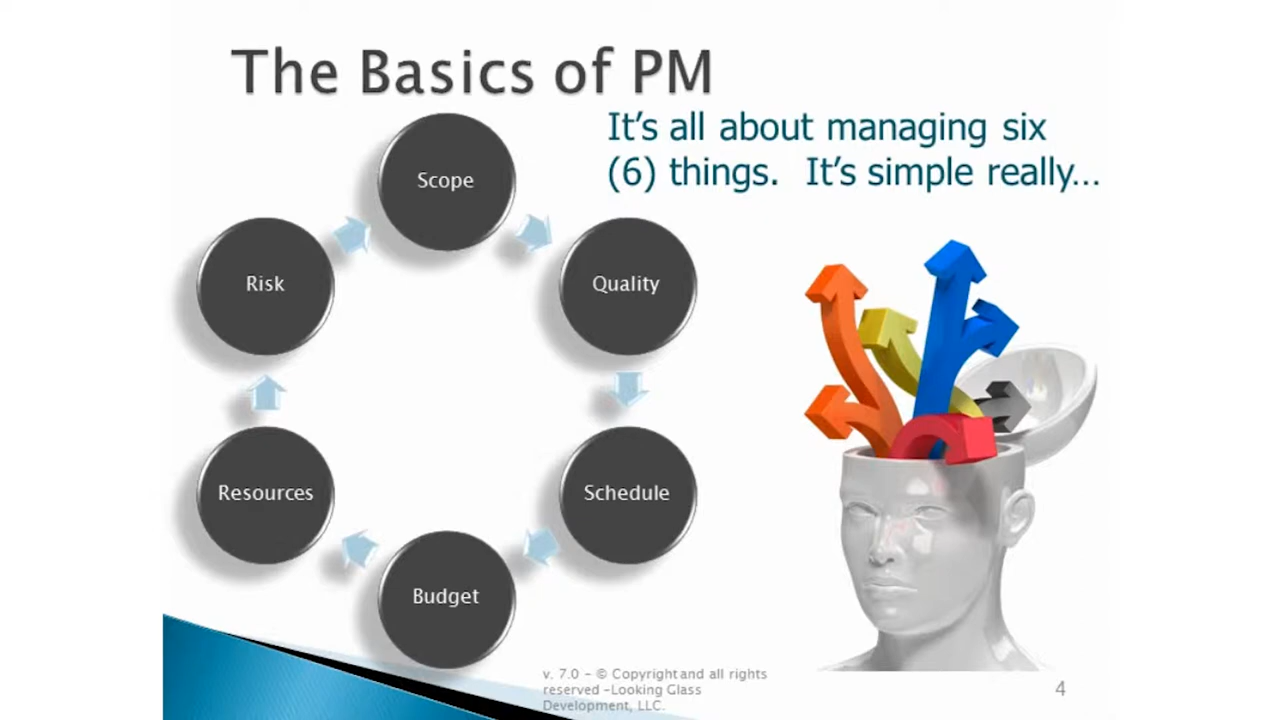 The Basics of PM
It's all about managing six
(6) things. It's simple really...
Scope
Quality
Schedule
Budget
Resources
Risk
v. 7.0 - © Copyright and all rights
reserved -Looking Glass
Development, LLC.
4